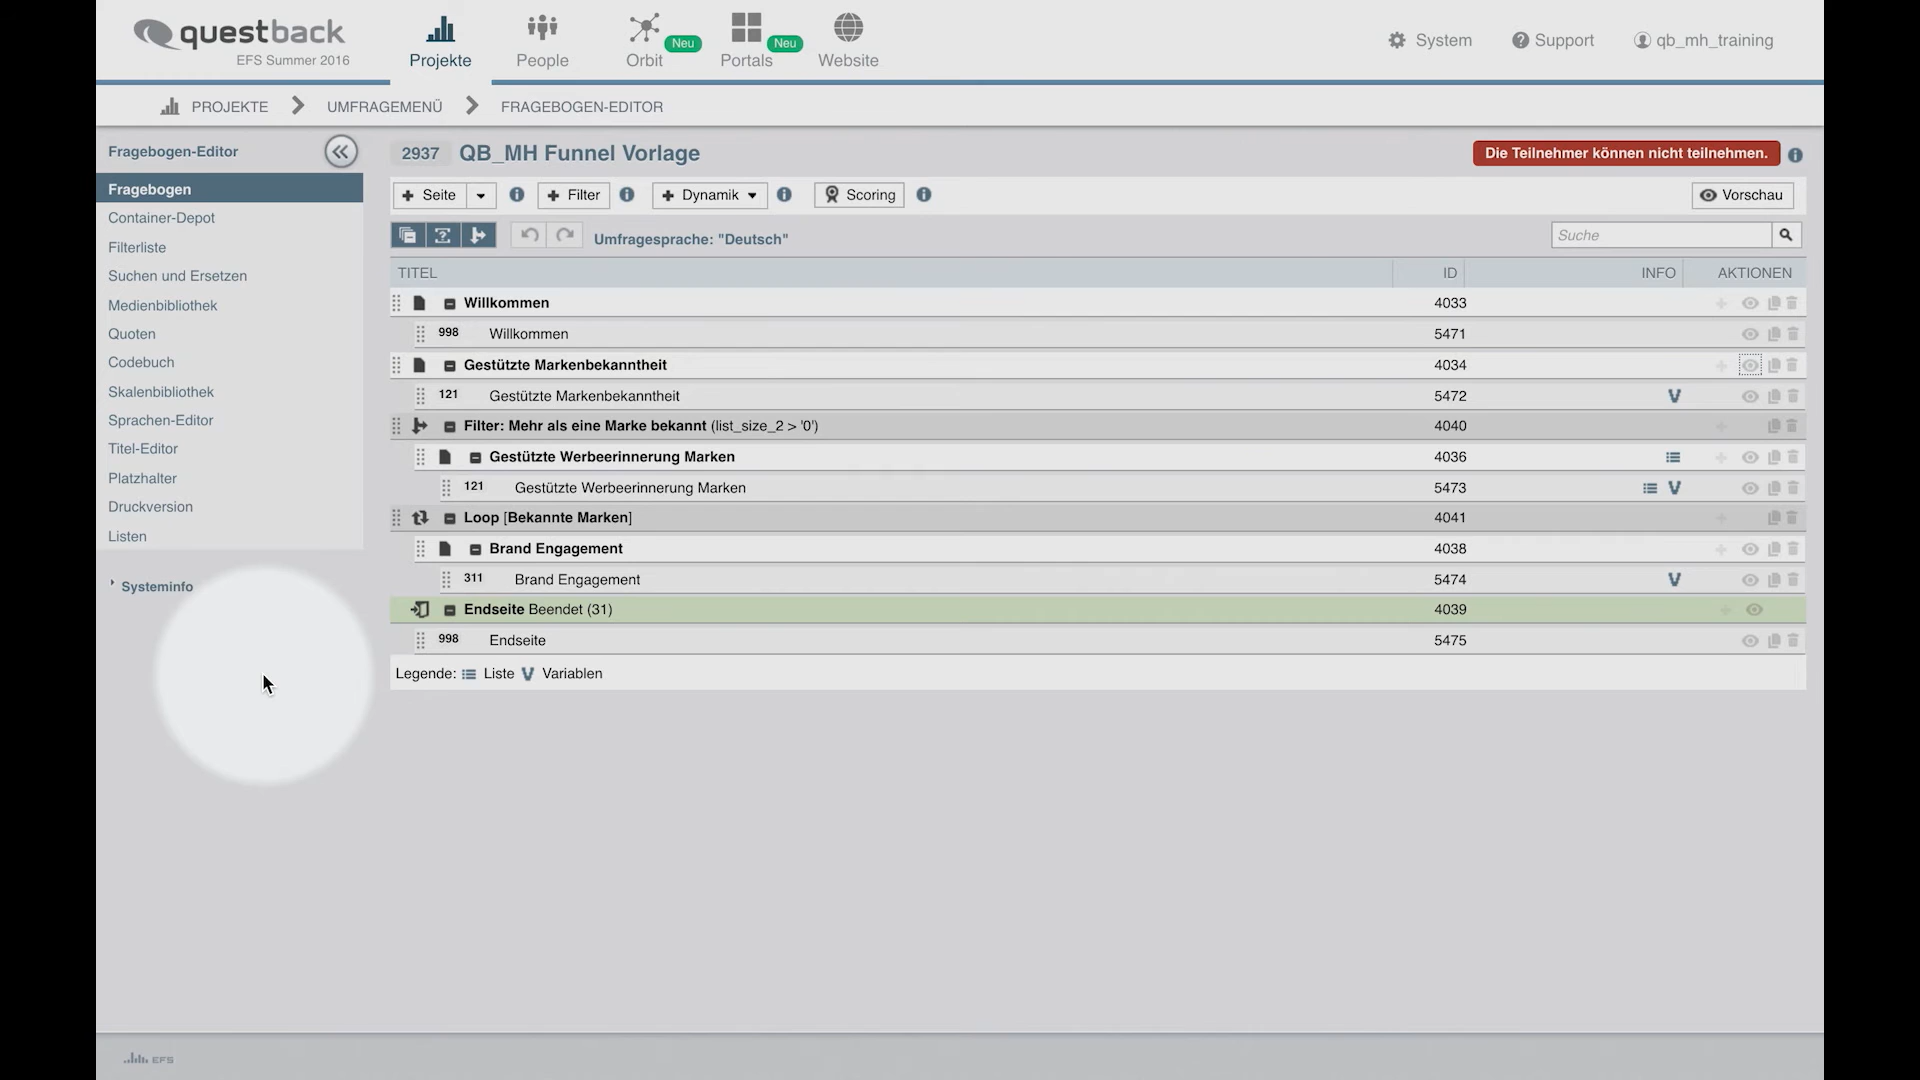 questback
EFS Summer 2016
Projekte
People
Orbit
Neu
Portals
Neu
Website
System
Support
qb_mh_training
PROJEKTE
UMFRAGEMENÜ
FRAGEBOGEN-EDITOR
Fragebogen-Editor
Fragebogen
Container-Depot
Filterliste
Suchen und Ersetzen
Medienbibliothek
Quoten
Codebuch
Skalenbibliothek
Sprachen-Editor
Titel-Editor
Platzhalter
Druckversion
Listen
Systeminfo
2937 QB_MH Funnel Vorlage
Die Teilnehmer können nicht teilnehmen.
Seite
Filter
Dynamik
Scoring
Vorschau
Umfragesprache: "Deutsch"
Suche
TITEL ID INFO AKTIONEN
Willkommen 4033
998 Willkommen 5471
Gestützte Markenbekanntheit 4034
121 Gestützte Markenbekanntheit 5472
Filter: Mehr als eine Marke bekannt (list_size_2 > '0') 4040
Gestützte Werbeerinnerung Marken 4036
121 Gestützte Werbeerinnerung Marken 5473
Loop [Bekannte Marken] 4041
Brand Engagement 4038
311 Brand Engagement 5474
Endseite Beendet (31) 4039
998 Endseite 5475
Legende: Liste Variablen
EFS